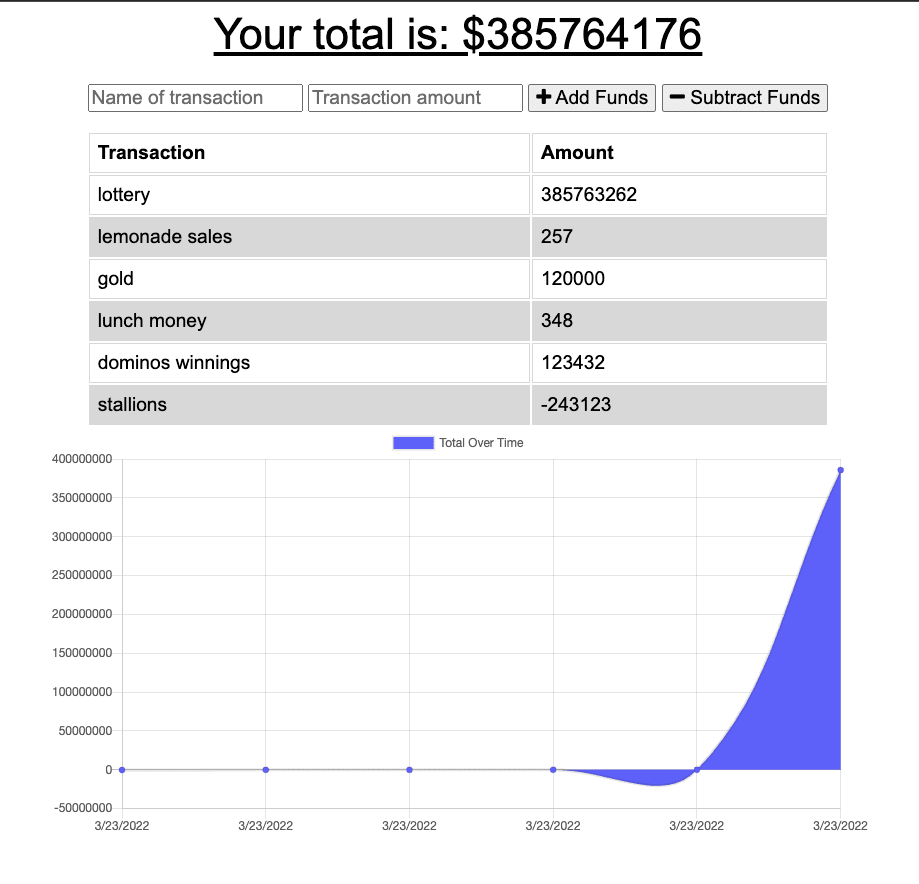 Your total is: $385764176
Name of transaction Transaction amount Add Funds Subtract Funds
Transaction Amount
lottery 385763262
lemonade sales 257
gold 120000
lunch money 348
dominos winnings 123432
stallions -243123
Total Over Time
400000000
350000000
300000000
250000000
200000000
150000000
100000000
50000000
0
-50000000
3/23/2022 3/23/2022 3/23/2022 3/23/2022 3/23/2022 3/23/2022